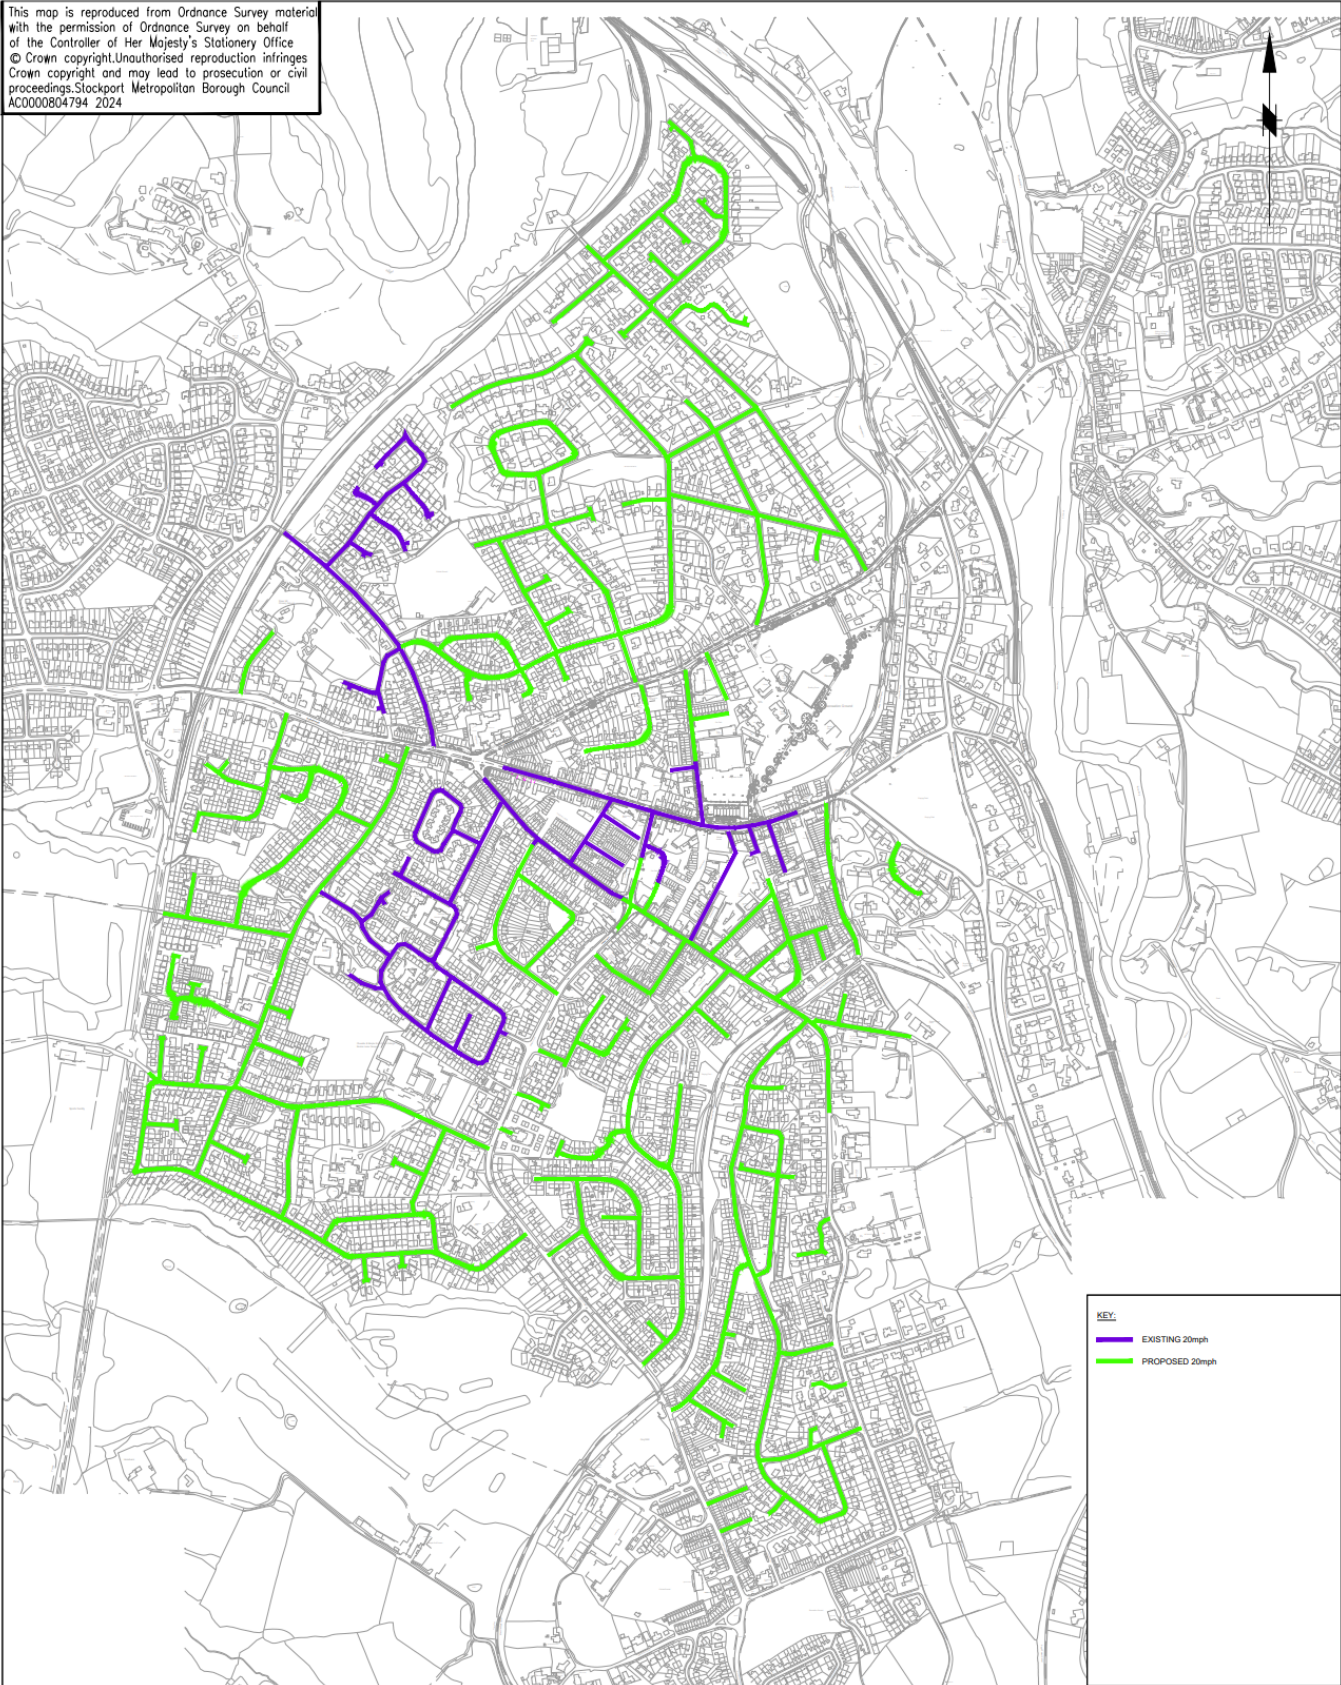 This map is reproduced from Ordnance Survey material
with the permission of Ordnance Survey on behalf
of the Controller of Her Majesty's Stationery Office
© Crown copyright.Unauthorised reproduction infringes
Crown copyright and may lead to prosecution or civil
proceedings.Stockport Metropolitan Borough Council
AC0000804794 2024
KEY:
EXISTING 20mph
PROPOSED 20mph